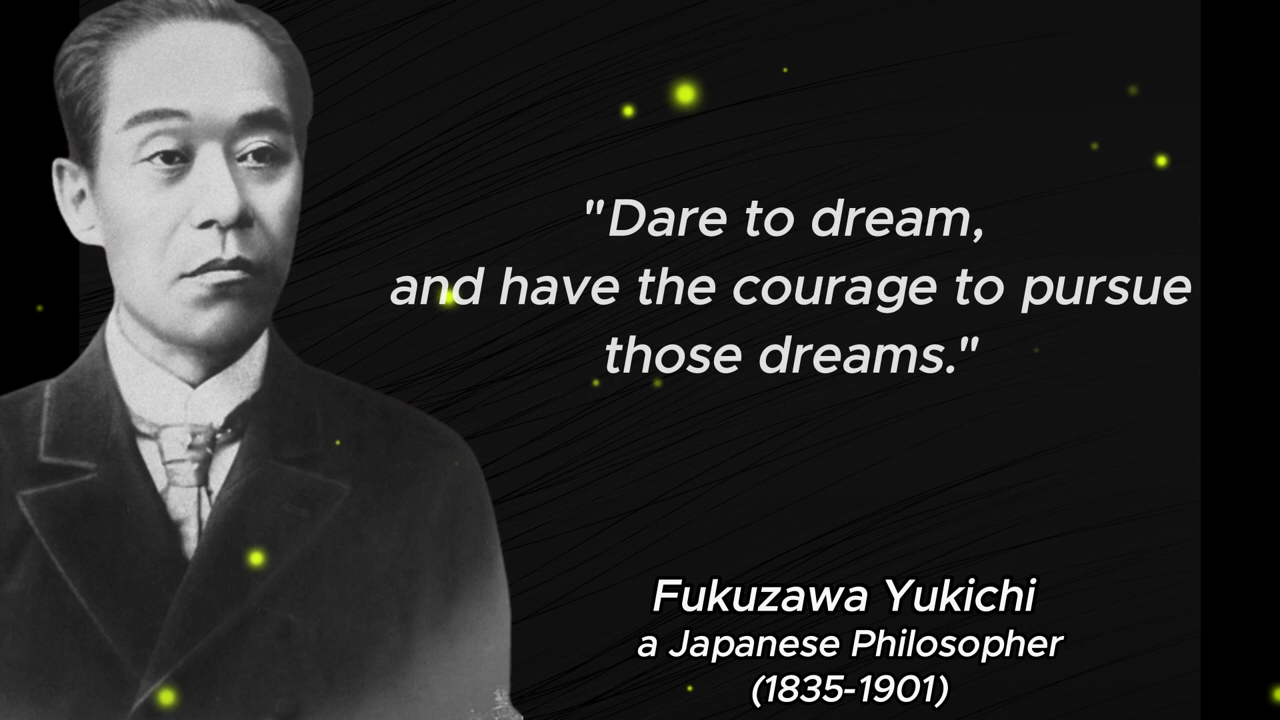 "Dare to dream,
and have the courage to pursue
those dreams."
Fukuzawa Yukichi
a Japanese Philosopher
(1835-1901)